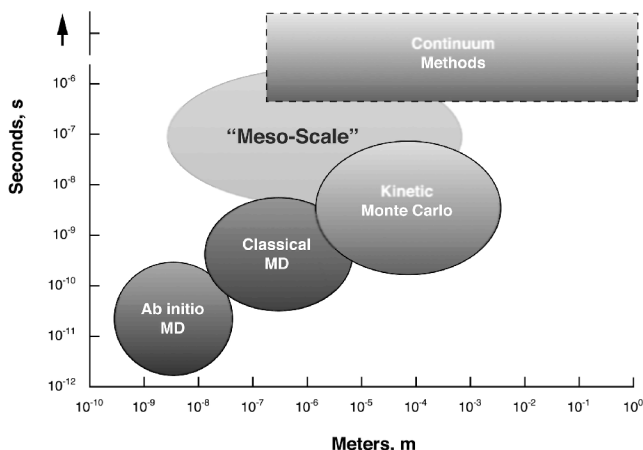 Continuum
Methods
10⁻⁶
Seconds, s
10⁻⁷
“Meso-Scale”
10⁻⁸
Kinetic
Monte Carlo
10⁻⁹
Classical
MD
10⁻¹⁰
Ab initio
MD
10⁻¹¹
10⁻¹²
10⁻¹⁰ 10⁻⁹ 10⁻⁸ 10⁻⁷ 10⁻⁶ 10⁻⁵ 10⁻⁴ 10⁻³ 10⁻² 10⁻¹ 10⁰
Meters, m